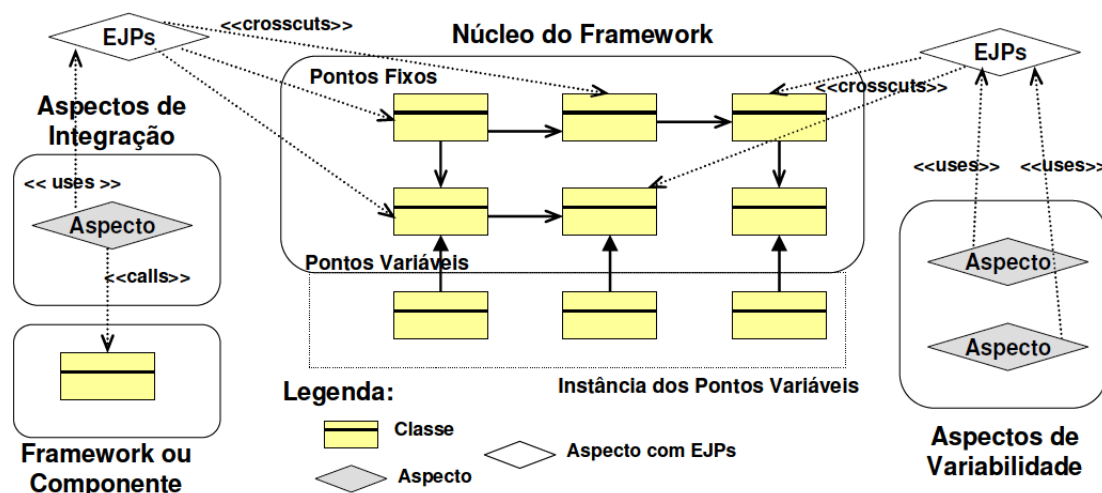 EJPs
<<crosscuts>>
Núcleo do Framework
EJPs
Pontos Fixos
<<crosscuts>>
Aspectos de
Integração
<< uses >>
<<uses>>
<<uses>>
Aspecto
<<calls>>
Pontos Variáveis
Aspecto
Aspecto
Instância dos Pontos Variáveis
Legenda:
Classe
Aspecto com EJPs
Aspecto
Framework ou
Componente
Aspectos de
Variabilidade